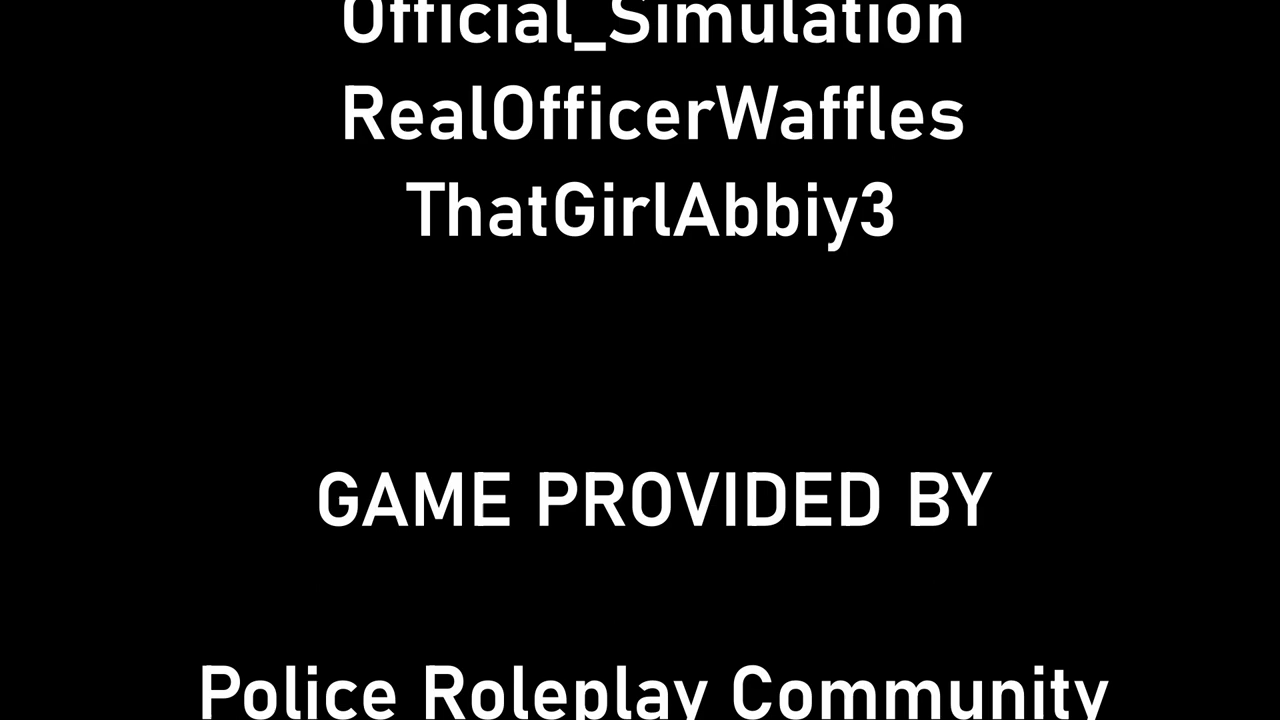 Official_Simulation
RealOfficerWaffles
ThatGirlAbbiy3
GAME PROVIDED BY
Police Roleplay Community